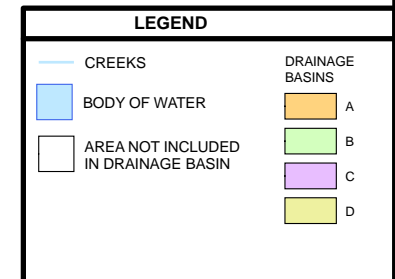 LEGEND
CREEKS
BODY OF WATER
AREA NOT INCLUDED
IN DRAINAGE BASIN
DRAINAGE
BASINS
A
B
C
D